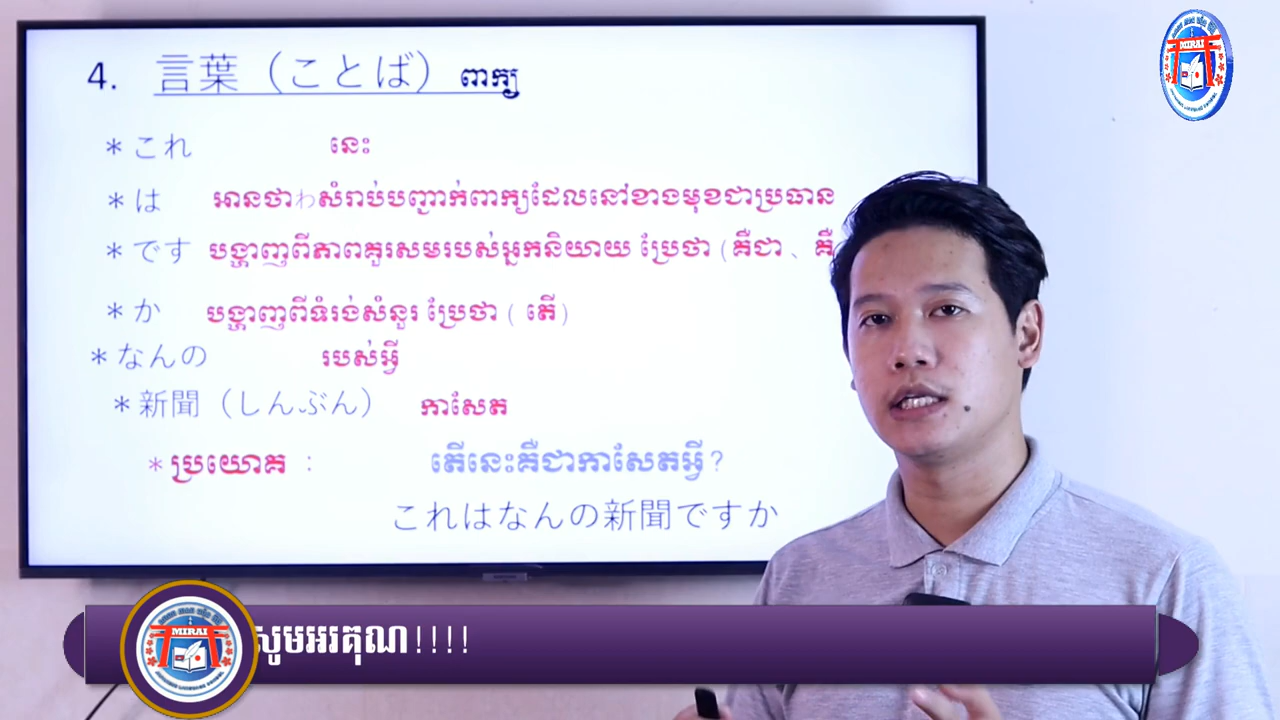 4. 言葉（ことば） ពាក្យ
＊これ នេះ
＊は អានថាわសំរាប់បញ្ជាក់ពាក្យដែលនៅខាងមុខជាប្រធាន
＊です បង្ហាញពីភាពគួរសមរបស់អ្នកនិយាយ ប្រែថា (គឺជា 、គឺ
＊か បង្ហាញពីទំរង់សំនួរ ប្រែថា ( តើ)
＊なんの របស់អ្វី
＊新聞（しんぶん） កាសែត
＊ប្រយោគ : តើនេះគឺជាកាសែតអ្វី?
これはなんの新聞ですか
MIRAI
MIRAI
សូមអរគុណ!!!!